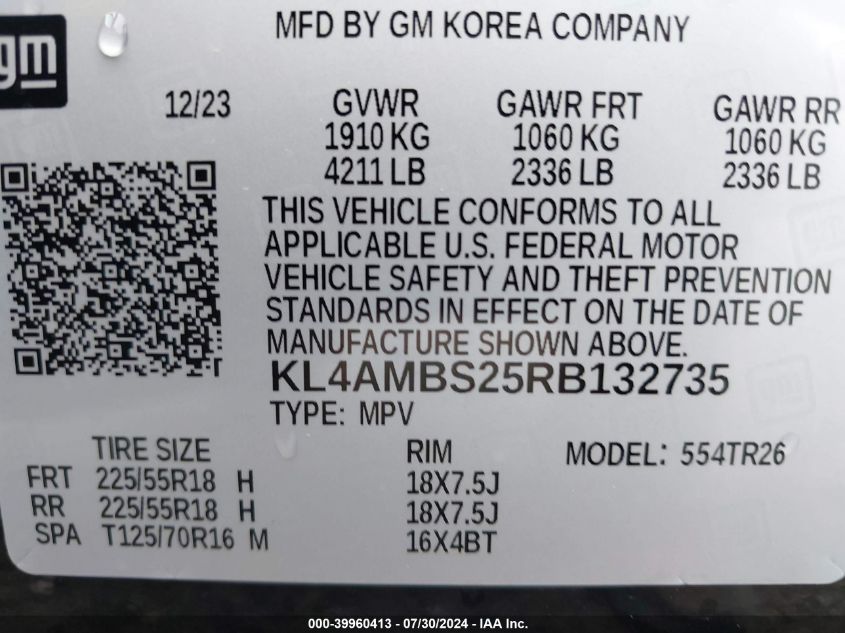 gm
MFD BY GM KOREA COMPANY
12/23 GVWR GAWR FRT GAWR RR
1910 KG 1060 KG 1060 KG
4211 LB 2336 LB 2336 LB
THIS VEHICLE CONFORMS TO ALL
APPLICABLE U.S. FEDERAL MOTOR
VEHICLE SAFETY AND THEFT PREVENTION
STANDARDS IN EFFECT ON THE DATE OF
MANUFACTURE SHOWN ABOVE.
KL4AMBS25RB132735
TYPE: MPV
TIRE SIZE RIM MODEL: 554TR26
FRT 225/55R18 H 18X7.5J
RR 225/55R18 H 18X7.5J
SPA T125/70R16 M 16X4BT
000-39960413 - 07/30/2024 - IAA Inc.